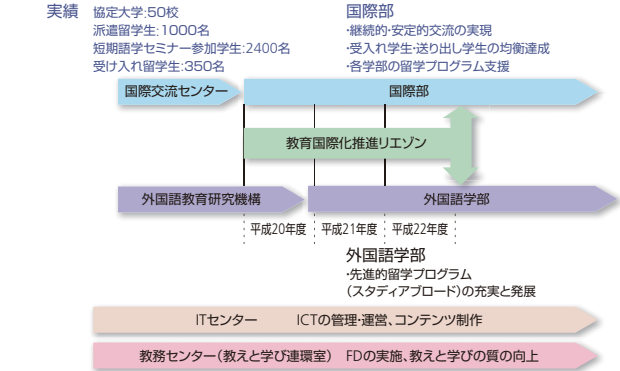 実績
協定大学:50校
派遣留学生:1000名
短期語学セミナー参加学生:2400名
受け入れ留学生:350名
国際部
・継続的・安定的交流の実現
・受入れ学生・送り出し学生の均衡達成
・各学部の留学プログラム支援
国際交流センター
国際部
教育国際化推進リエゾン
外国語教育研究機構
外国語学部
平成20年度 平成21年度 平成22年度
外国語学部
・先進的留学プログラム
(スタディアブロード)の充実と発展
ITセンター ICTの管理・運営、コンテンツ制作
教務センター(教えと学び連環室) FDの実施、教えと学びの質の向上